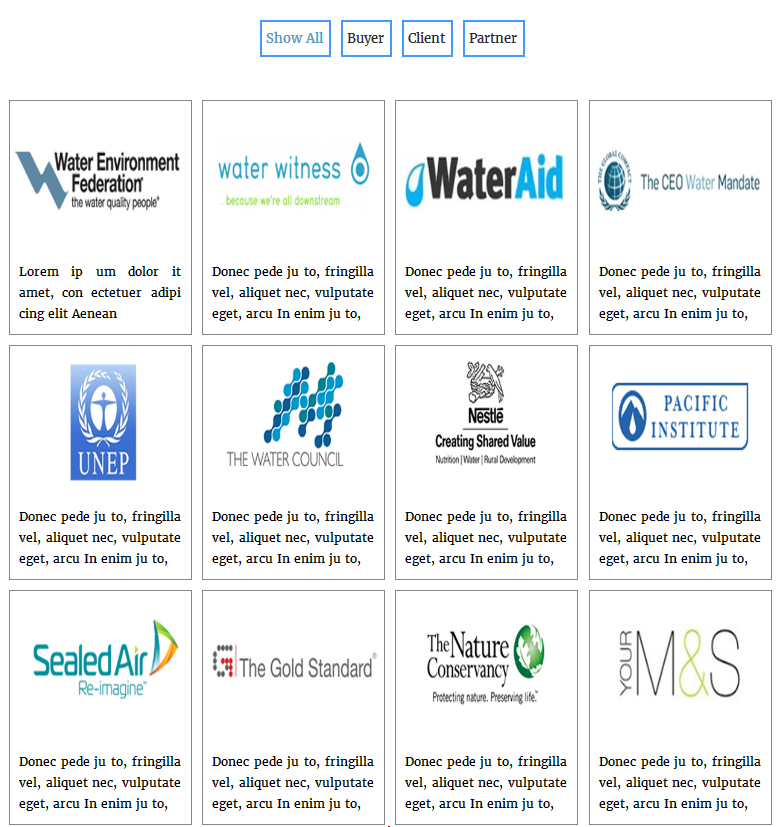 Show All Buyer Client Partner
Water Environment
Federation®
the water quality people®
Lorem ip um dolor it
amet, con ectetuer adipi
cing elit Aenean
water witness
...because we're all downstream
Donec pede ju to, fringilla
vel, aliquet nec, vulputate
eget, arcu In enim ju to,
WaterAid
Donec pede ju to, fringilla
vel, aliquet nec, vulputate
eget, arcu In enim ju to,
THE GLOBAL COMPACT
The CEO Water Mandate
Donec pede ju to, fringilla
vel, aliquet nec, vulputate
eget, arcu In enim ju to,
UNEP
Donec pede ju to, fringilla
vel, aliquet nec, vulputate
eget, arcu In enim ju to,
THE WATER COUNCIL
Donec pede ju to, fringilla
vel, aliquet nec, vulputate
eget, arcu In enim ju to,
Nestlé
Creating Shared Value
Nutrition | Water | Rural Development
Donec pede ju to, fringilla
vel, aliquet nec, vulputate
eget, arcu In enim ju to,
PACIFIC
INSTITUTE
Donec pede ju to, fringilla
vel, aliquet nec, vulputate
eget, arcu In enim ju to,
Sealed Air
Re-imagine™
Donec pede ju to, fringilla
vel, aliquet nec, vulputate
eget, arcu In enim ju to,
The Gold Standard®
Donec pede ju to, fringilla
vel, aliquet nec, vulputate
eget, arcu In enim ju to,
The Nature
Conservancy
Protecting nature. Preserving life.™
Donec pede ju to, fringilla
vel, aliquet nec, vulputate
eget, arcu In enim ju to,
YOUR
M&S
Donec pede ju to, fringilla
vel, aliquet nec, vulputate
eget, arcu In enim ju to,